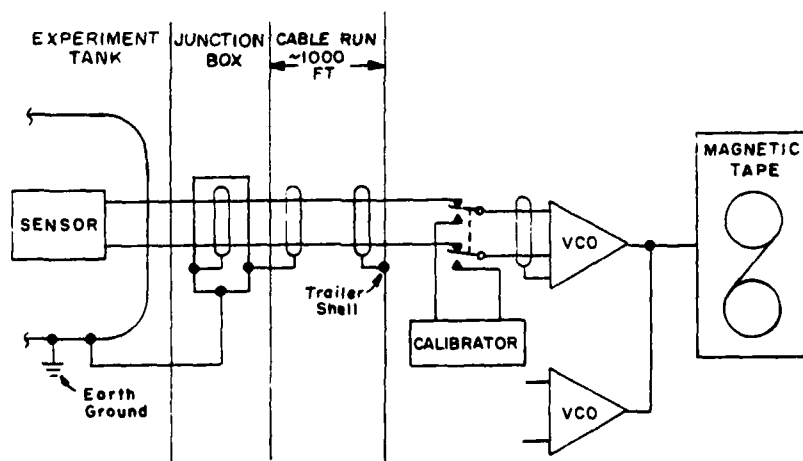 EXPERIMENT
TANK
JUNCTION
BOX
CABLE RUN
~1000
FT
MAGNETIC
TAPE
SENSOR
VCO
Trailer
Shell
CALIBRATOR
Earth
Ground
VCO